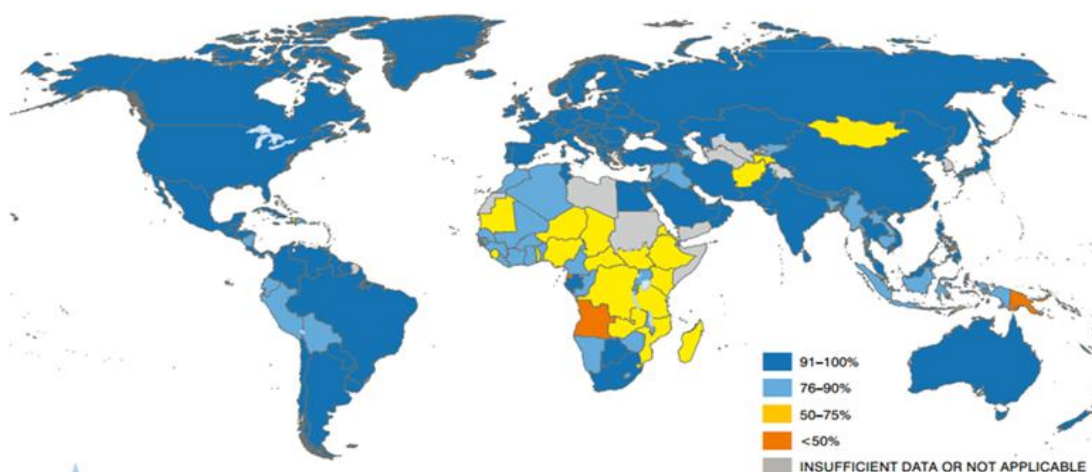 91–100%
76–90%
50–75%
<50%
INSUFFICIENT DATA OR NOT APPLICABLE